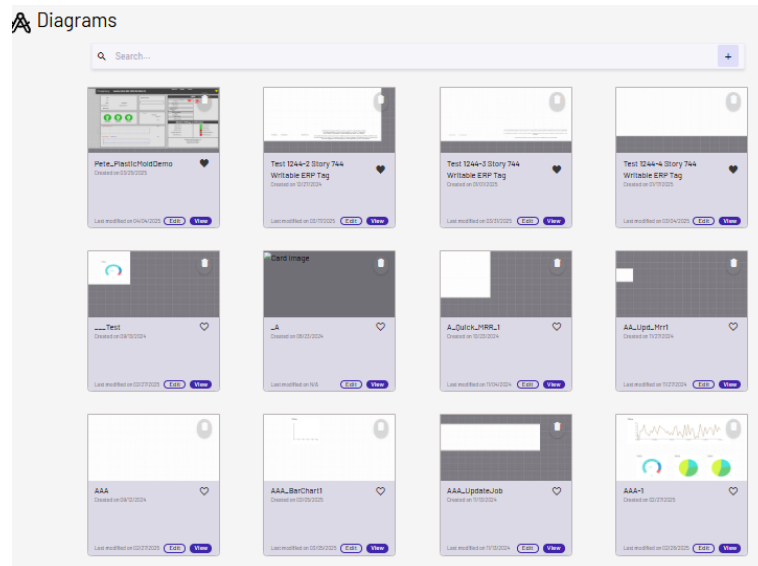 Diagrams
Search...
+
Pete_PlasticMoldDemo
Created on 03/25/2025
Last modified on 04/04/2025 Edit View
Test 1244-2 Story 744
Writable ERP Tag
Created on 12/27/2024
Last modified on 02/17/2025 Edit View
Test 1244-3 Story 744
Writable ERP Tag
Created on 01/01/2025
Last modified on 03/31/2025 Edit View
Test 1244-4 Story 744
Writable ERP Tag
Created on 01/17/2025
Last modified on 03/04/2025 Edit View
___Test
Created on 09/13/2024
Last modified on 02/27/2025 Edit View
Card Image
_A
Created on 08/23/2024
Last modified on N/A Edit View
A_Quick_MRR_1
Created on 10/25/2024
Last modified on 11/04/2024 Edit View
AA_Upd_Mrr1
Created on 11/27/2024
Last modified on 11/27/2024 Edit View
AAA
Created on 09/12/2024
Last modified on 02/27/2025 Edit View
AAA_BarChart1
Created on 02/05/2025
Last modified on 02/05/2025 Edit View
AAA_UpdateJob
Created on 11/13/2024
Last modified on 11/13/2024 Edit View
AAA-1
Created on 02/27/2025
Last modified on 02/28/2025 Edit View